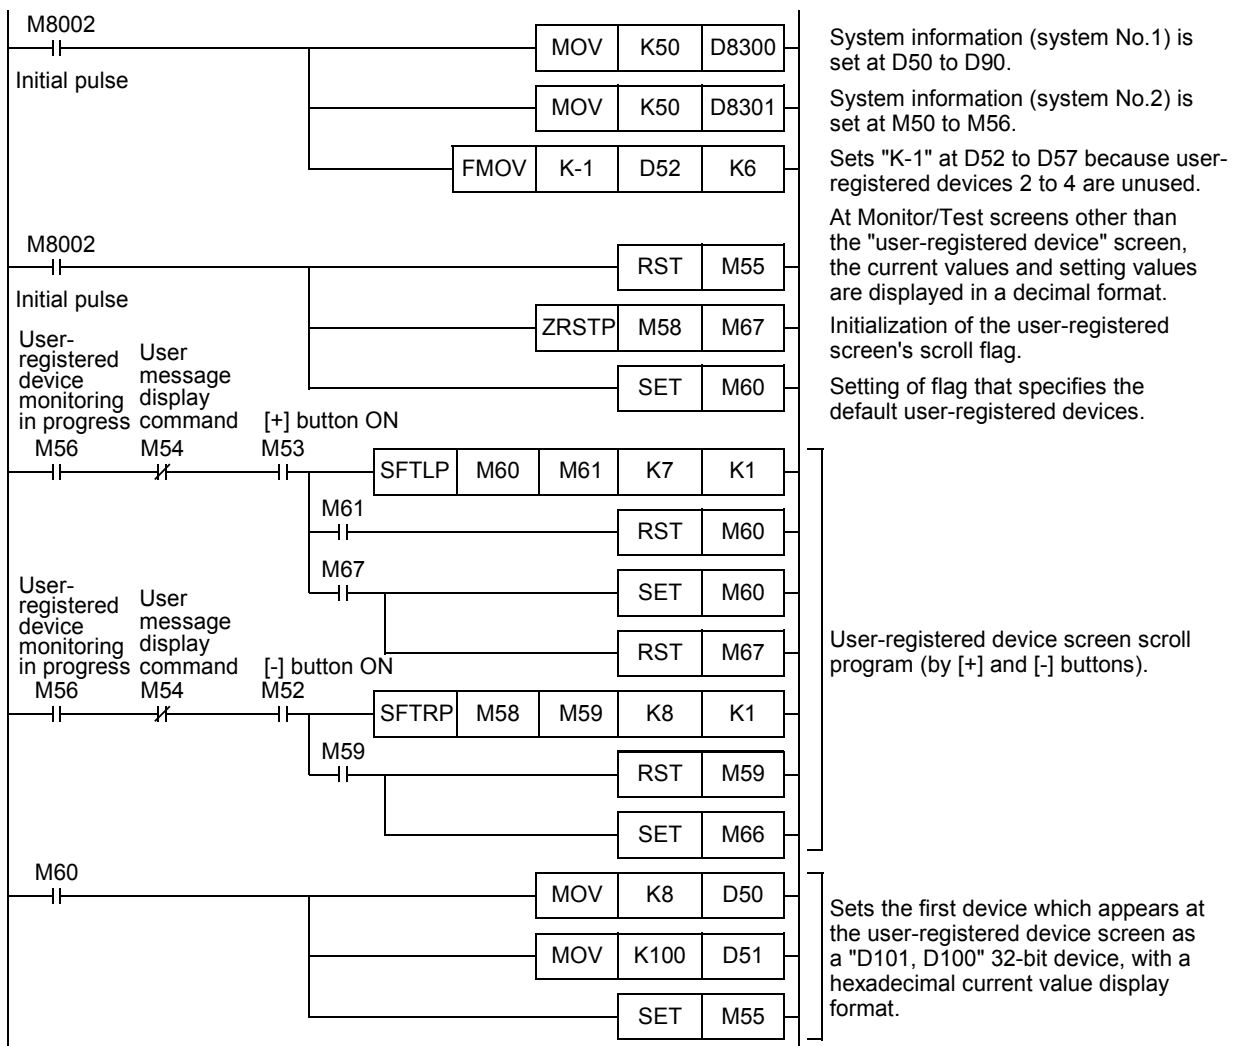 M8002
MOV K50 D8300
System information (system No.1) is
set at D50 to D90.
Initial pulse
MOV K50 D8301
System information (system No.2) is
set at M50 to M56.
FMOV K-1 D52 K6
Sets "K-1" at D52 to D57 because user-
registered devices 2 to 4 are unused.
M8002
RST M55
At Monitor/Test screens other than
the "user-registered device" screen,
the current values and setting values
are displayed in a decimal format.
Initial pulse
ZRSTP M58 M67
Initialization of the user-registered
screen's scroll flag.
SET M60
Setting of flag that specifies the
default user-registered devices.
User-
registered
device
monitoring
in progress
M56
User
message
display
command
M54
[+] button ON
M53
SFTLP M60 M61 K7 K1
M61
RST M60
M67
SET M60
RST M67
User-
registered
device
monitoring
in progress
M56
User
message
display
command
M54
[-] button ON
M52
SFTRP M58 M59 K8 K1
M59
RST M59
SET M66
User-registered device screen scroll
program (by [+] and [-] buttons).
M60
MOV K8 D50
MOV K100 D51
SET M55
Sets the first device which appears at
the user-registered device screen as
a "D101, D100" 32-bit device, with a
hexadecimal current value display
format.